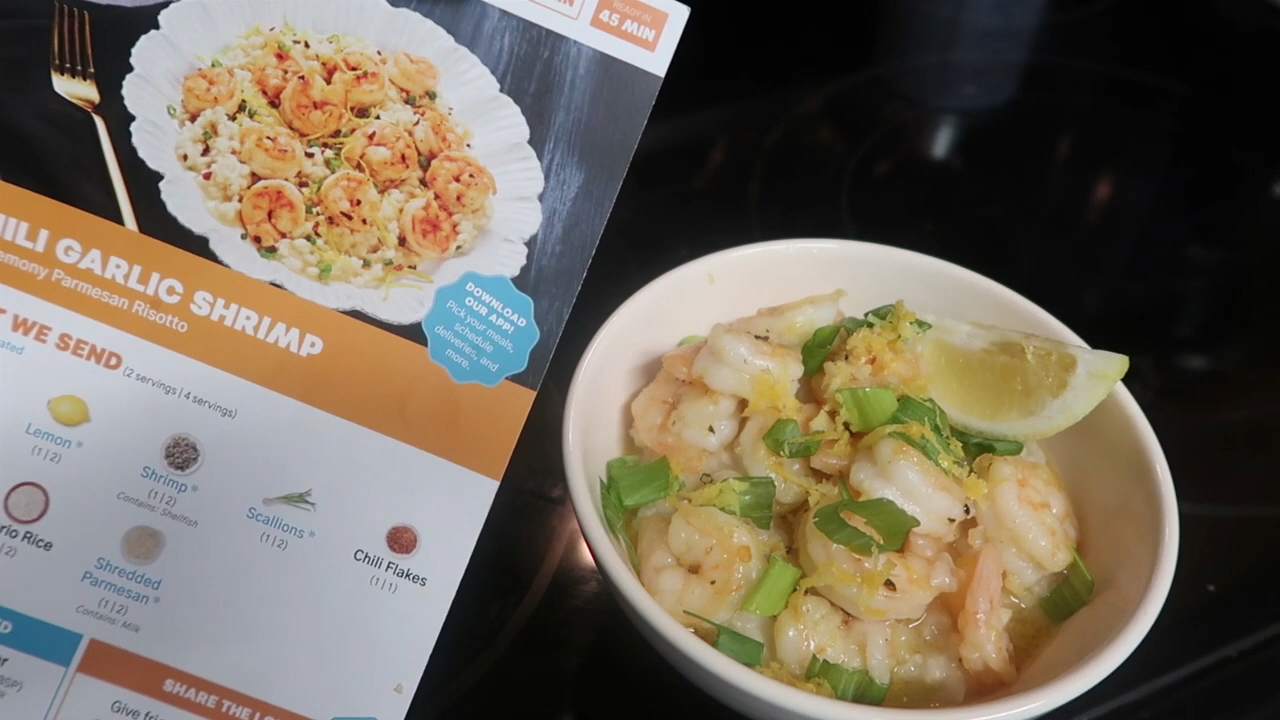 READY IN
45 MIN
ILI GARLIC SHRIMP
emony Parmesan Risotto
DOWNLOAD
OUR APP!
Pick your meals,
schedule
deliveries, and
more.
WE SEND
(2 servings | 4 servings)
Lemon *
(1 | 2)
Shrimp *
(1 | 2)
Contains: Shellfish
Scallions *
(1 | 2)
Chili Flakes
(1 | 1)
rio Rice
Shredded
Parmesan *
(1 | 2)
Contains: Milk
SHARE THE
Give